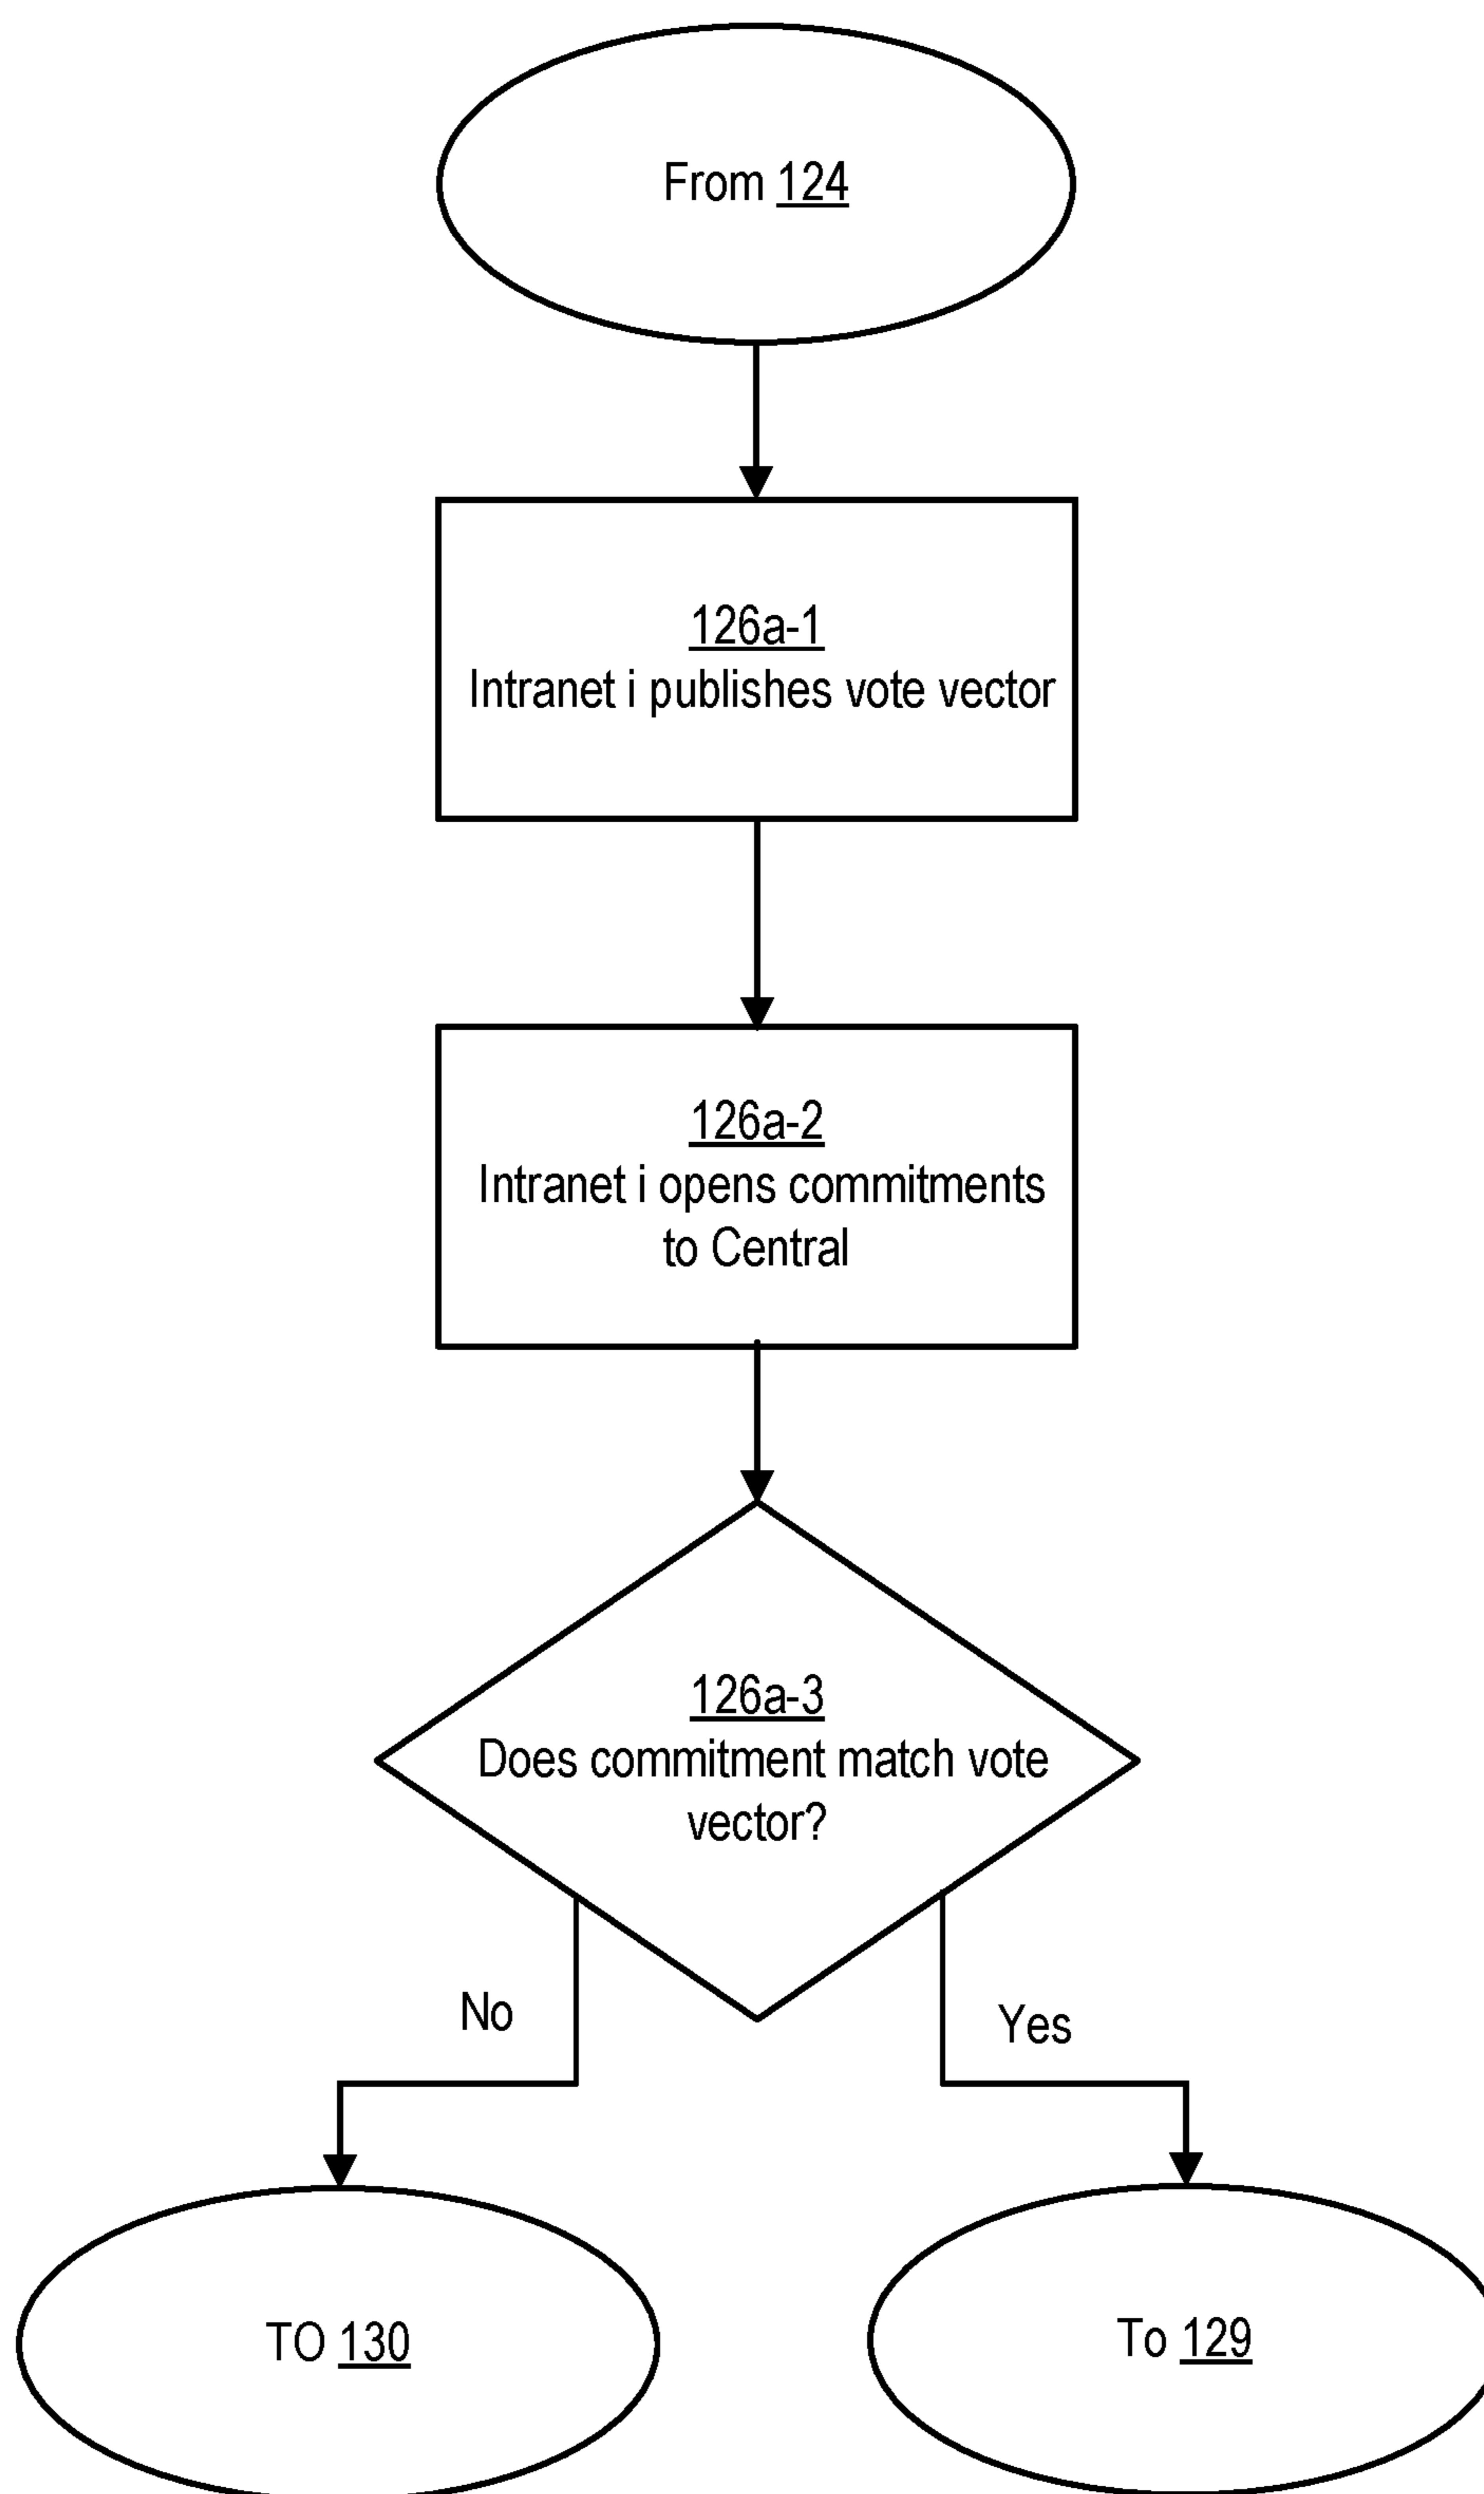 From 124
126a-1
Intranet i publishes vote vector
126a-2
Intranet i opens commitments
to Central
126a-3
Does commitment match vote
vector?
No
Yes
TO 130
To 129